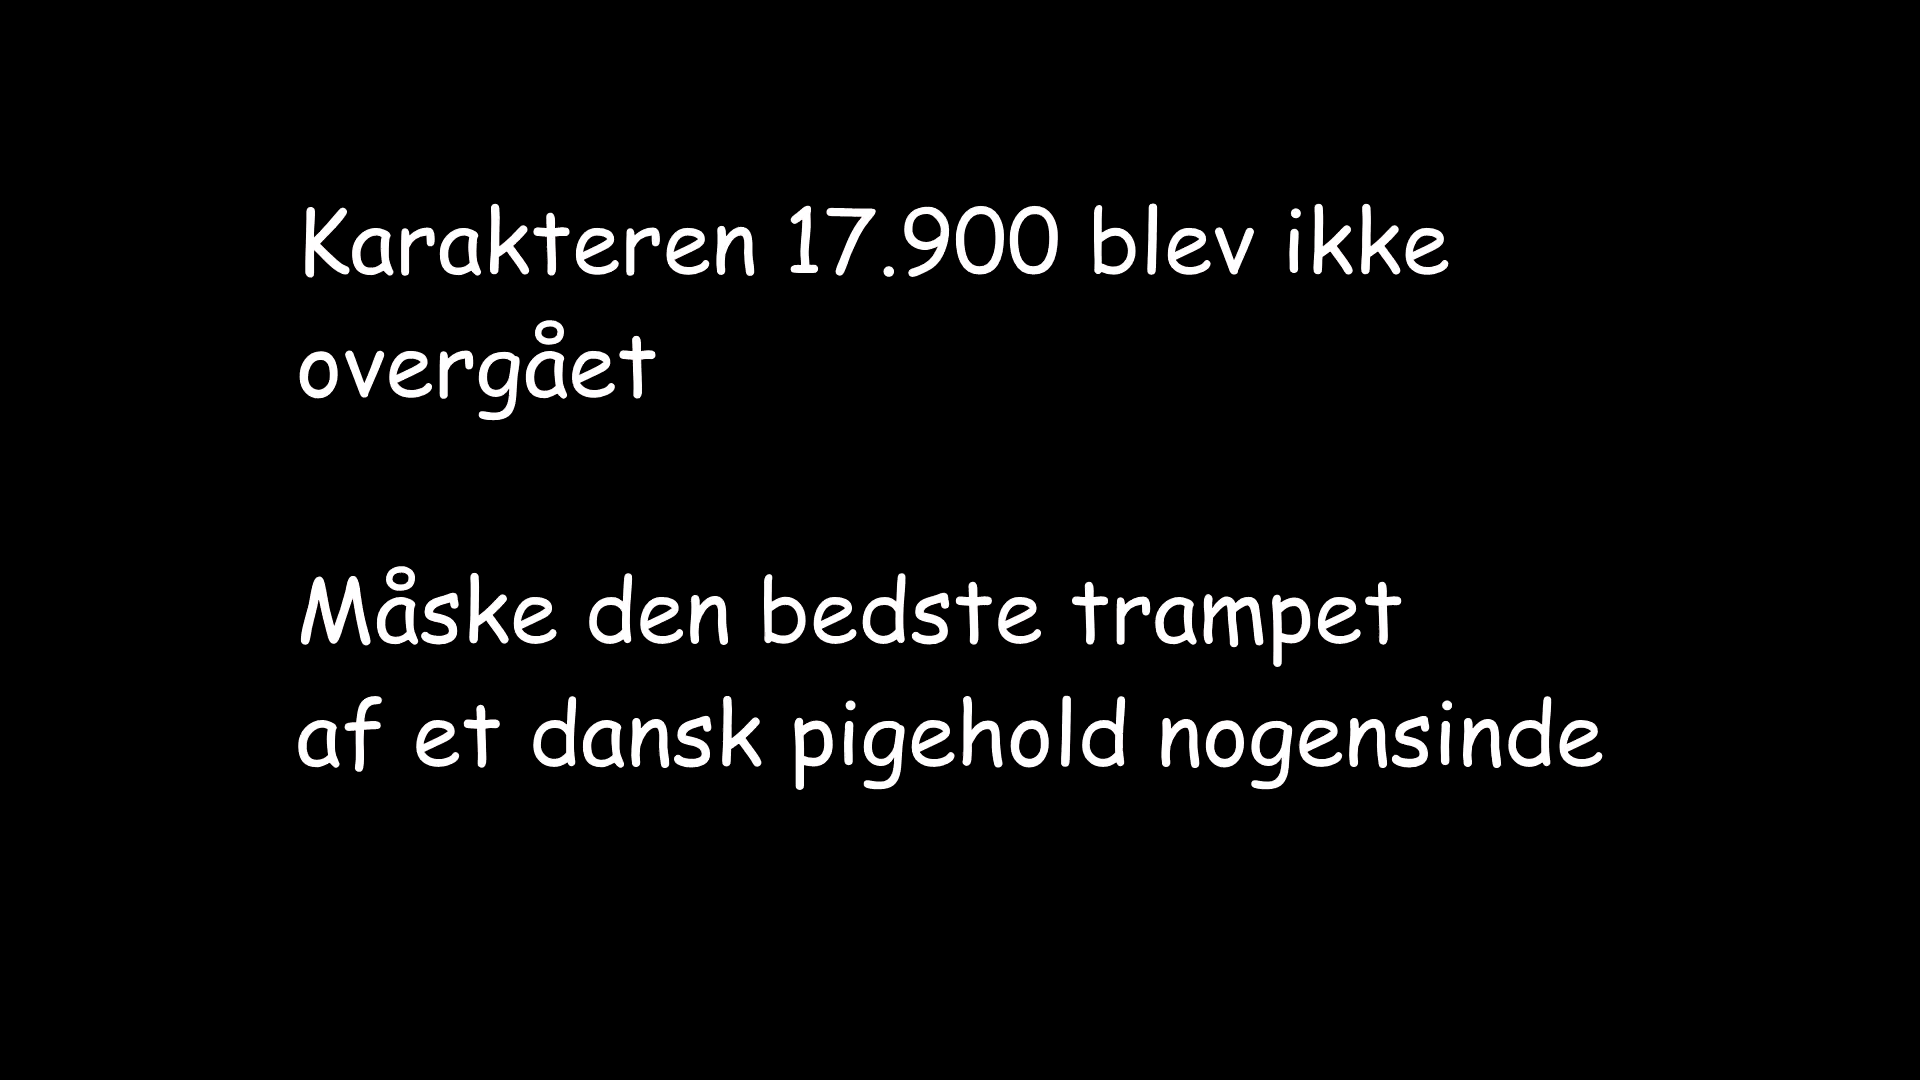 Karakteren 17.900 blev ikke
overgået
Måske den bedste trampet
af et dansk pigehold nogensinde